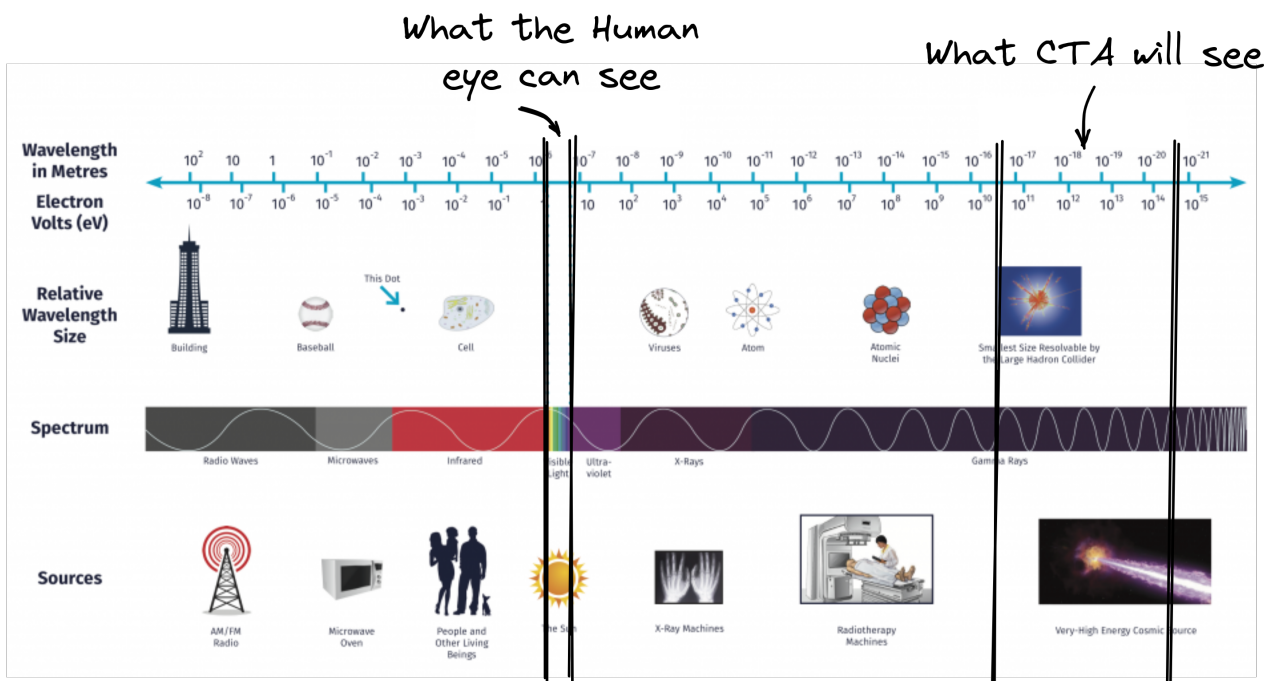 What the Human
eye can see
What CTA will see
Wavelength
in Metres
10² 10 1 10⁻¹ 10⁻² 10⁻³ 10⁻⁴ 10⁻⁵ 10⁻⁷ 10⁻⁸ 10⁻⁹ 10⁻¹⁰ 10⁻¹¹ 10⁻¹² 10⁻¹³ 10⁻¹⁴ 10⁻¹⁵ 10⁻¹⁶ 10⁻¹⁷ 10⁻¹⁸ 10⁻¹⁹ 10⁻²⁰ 10⁻²¹
Electron
Volts (eV)
10⁻⁸ 10⁻⁷ 10⁻⁶ 10⁻⁵ 10⁻⁴ 10⁻³ 10⁻² 10⁻¹ 10 10² 10³ 10⁴ 10⁵ 10⁶ 10⁷ 10⁸ 10⁹ 10¹⁰ 10¹¹ 10¹² 10¹³ 10¹⁴ 10¹⁵
Relative
Wavelength
Size
This Dot
Building
Baseball
Cell
Viruses
Atom
Atomic
Nuclei
Smallest Size Resolvable by
the Large Hadron Collider
Spectrum
Radio Waves
Microwaves
Infrared
Visible
Light
Ultra-
violet
X-Rays
Gamma Rays
Sources
AM/FM
Radio
Microwave
Oven
People and
Other Living
Beings
The Sun
X-Ray Machines
Radiotherapy
Machines
Very-High Energy Cosmic Source